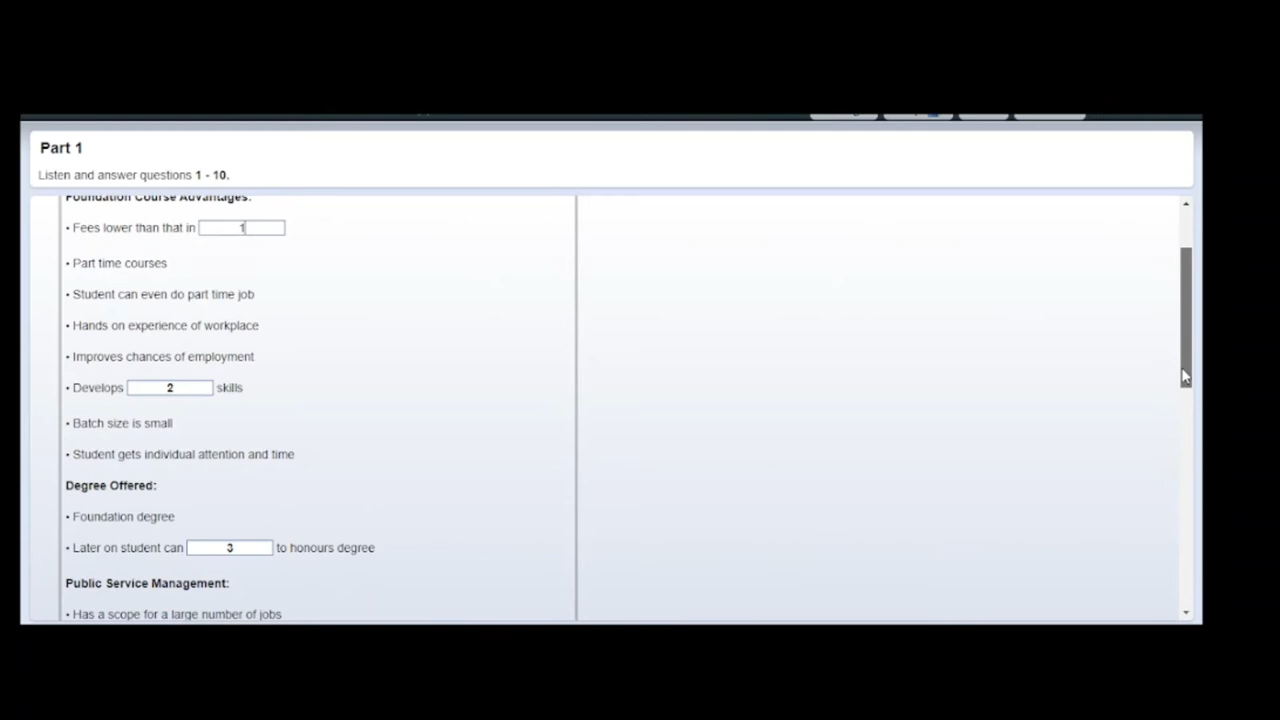 Part 1
Listen and answer questions 1 - 10.
Foundation Course Advantages:
• Fees lower than that in 1
• Part time courses
• Student can even do part time job
• Hands on experience of workplace
• Improves chances of employment
• Develops 2 skills
• Batch size is small
• Student gets individual attention and time
Degree Offered:
• Foundation degree
• Later on student can 3 to honours degree
Public Service Management:
• Has a scope for a large number of jobs